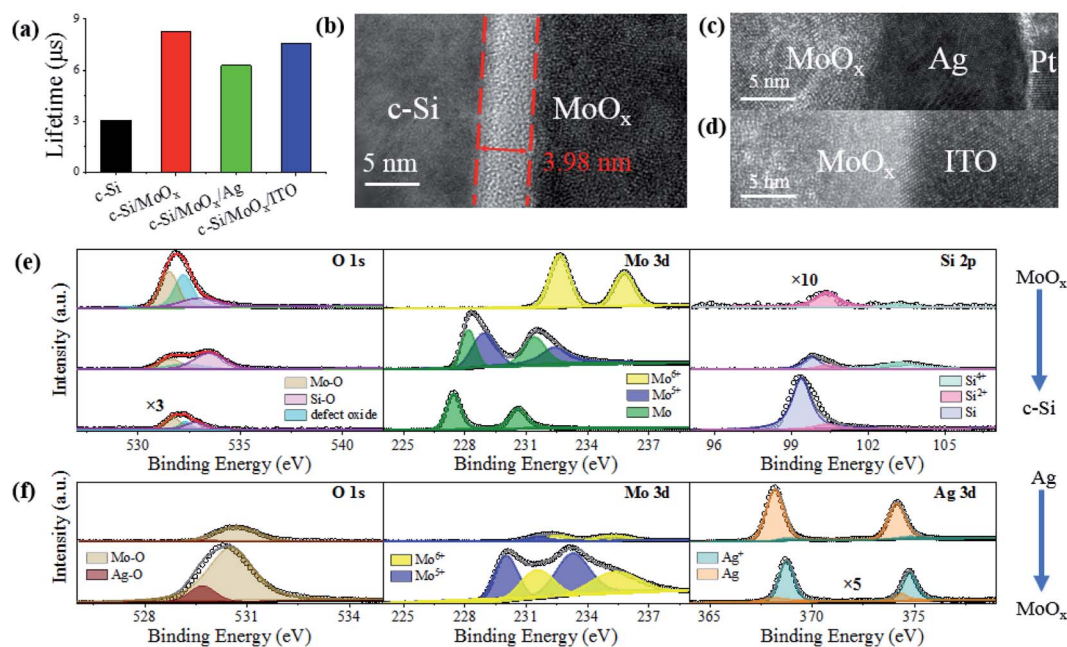 (a)
Lifetime (μs)
9
6
3
0
c-Si
c-Si/MoOₓ
c-Si/MoOₓ/Ag
c-Si/MoOₓ/ITO
(b)
c-Si
MoOₓ
3.98 nm
5 nm
(c)
MoOₓ
Ag
Pt
5 nm
(d)
MoOₓ
ITO
5 nm
(e)
Intensity (a.u.)
O 1s
×3
Mo-O
Si-O
defect oxide
530 535 540
Binding Energy (eV)
Mo 3d
Mo⁶⁺
Mo⁵⁺
Mo
225 228 231 234 237
Binding Energy (eV)
Si 2p
×10
Si⁴⁺
Si²⁺
Si
96 99 102 105
Binding Energy (eV)
MoOₓ
c-Si
(f)
Intensity (a.u.)
O 1s
Mo-O
Ag-O
528 531 534
Binding Energy (eV)
Mo 3d
Mo⁶⁺
Mo⁵⁺
225 228 231 234 237
Binding Energy (eV)
Ag 3d
Ag⁺
Ag
×5
365 370 375
Binding Energy (eV)
Ag
MoOₓ